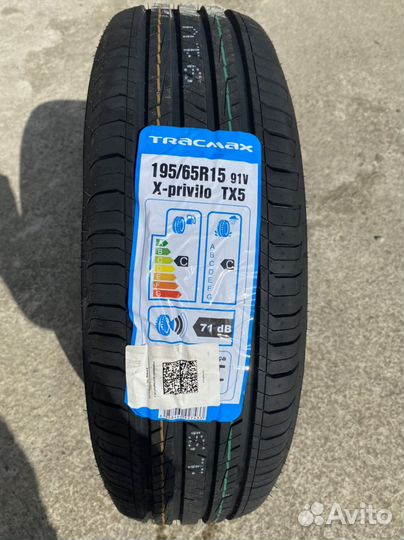 TRACMAX
195/65R15 91V
X-privilo TX5
A
B
C
D
E
F
G
C
A
B
C
D
E
F
G
C
71 dB
Avito